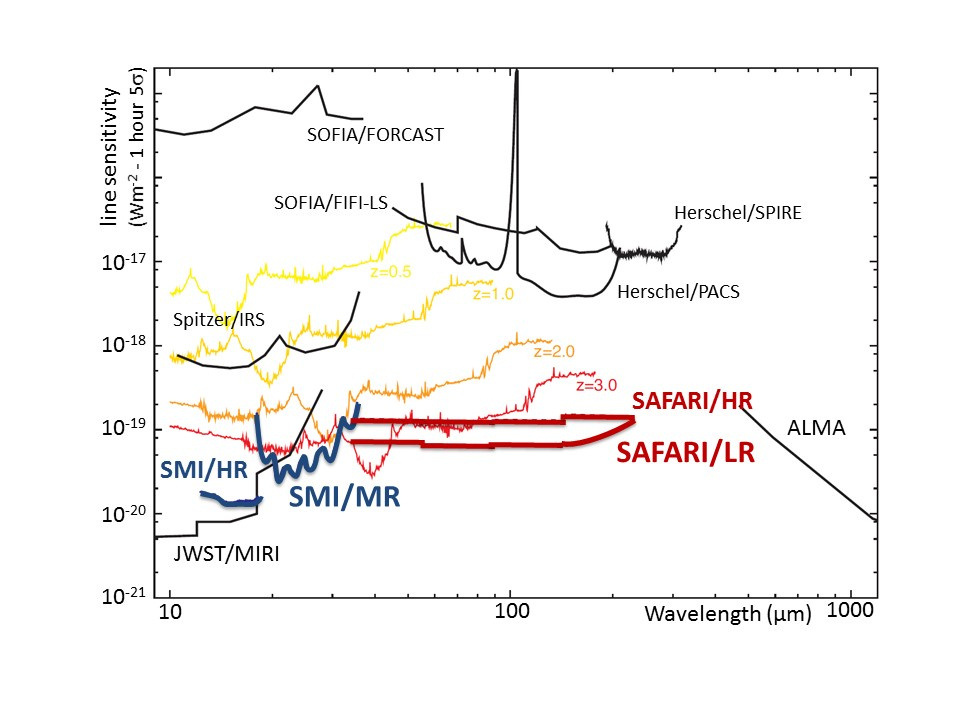 line sensitivity
(Wm-2 - 1 hour 5σ)
SOFIA/FORCAST
SOFIA/FIFI-LS
Herschel/SPIRE
10-17
z=0.5
z=1.0
Herschel/PACS
Spitzer/IRS
10-18
z=2.0
z=3.0
SAFARI/HR
10-19
ALMA
SAFARI/LR
SMI/HR
SMI/MR
10-20
JWST/MIRI
10-21
10
100
Wavelength (μm)
1000